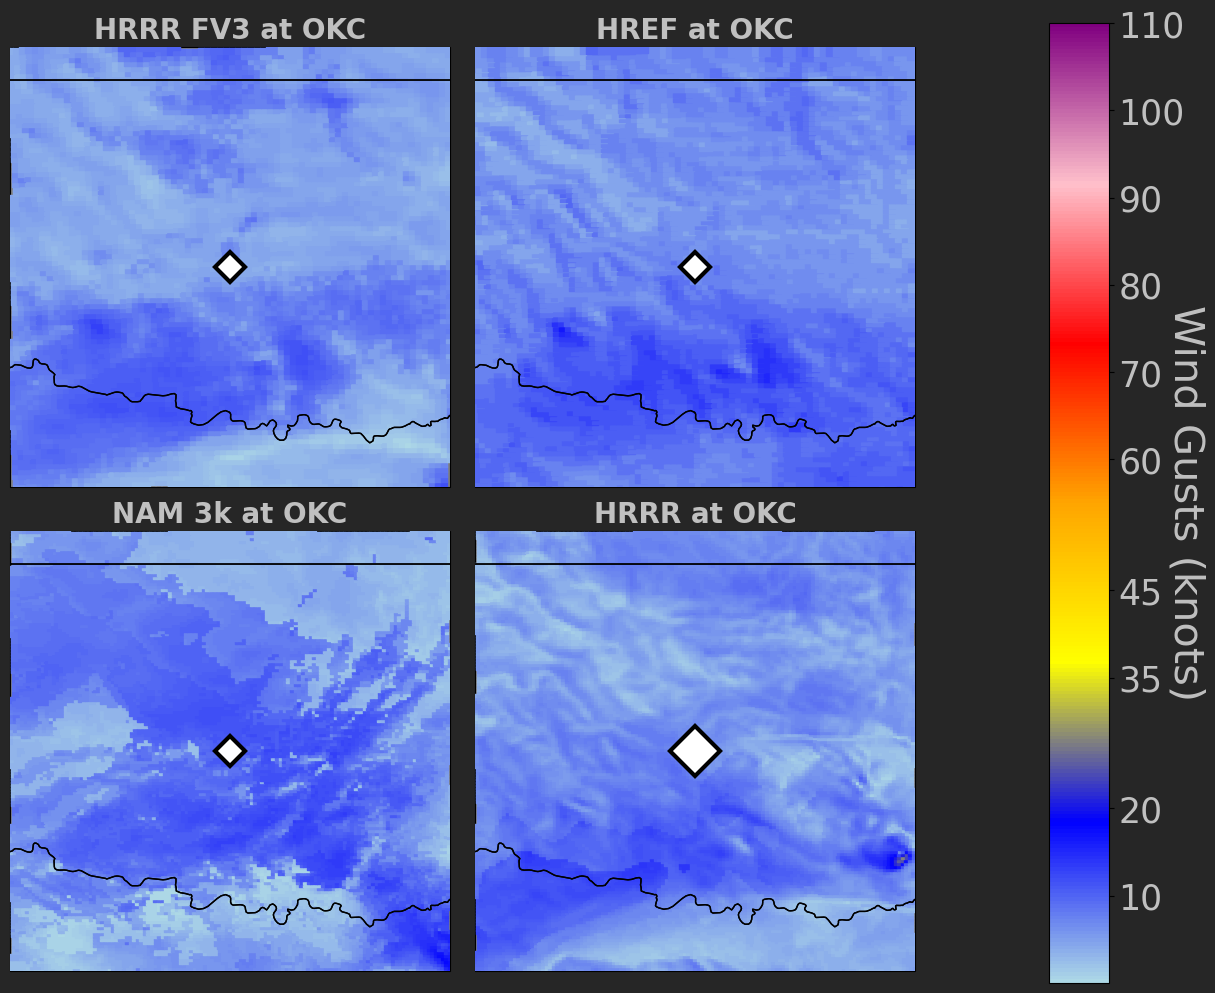 HRRR FV3 at OKC
HREF at OKC
NAM 3k at OKC
HRRR at OKC
110
100
90
80
70
60
45
35
20
10
Wind Gusts (knots)